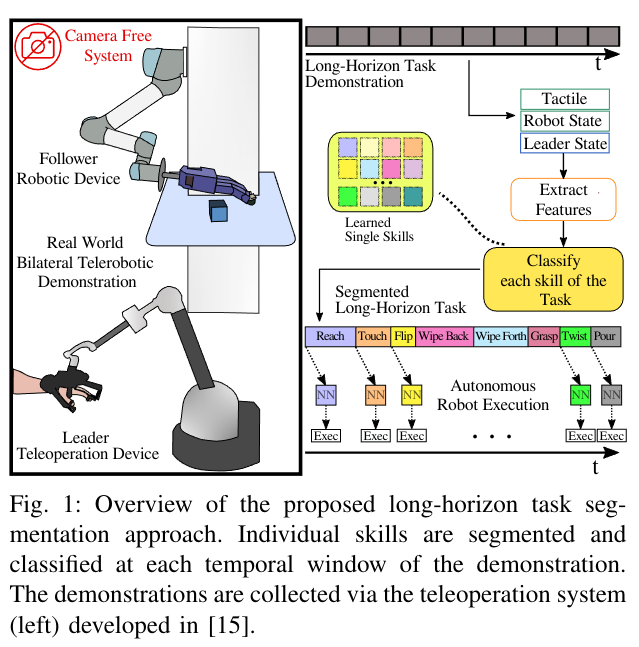 Camera Free
System
Follower
Robotic Device
Real World
Bilateral Telerobotic
Demonstration
Leader
Teleoperation Device
Long-Horizon Task
Demonstration
t
Tactile
Robot State
Leader State
Extract
Features
Learned
Single Skills
Classify
each skill of the
Task
Segmented
Long-Horizon Task
Reach Touch Flip Wipe Back Wipe Forth Grasp Twist Pour
NN NN NN NN NN
Autonomous
Robot Execution
Exec Exec Exec Exec Exec
t
Fig. 1: Overview of the proposed long-horizon task seg-
mentation approach. Individual skills are segmented and
classified at each temporal window of the demonstration.
The demonstrations are collected via the teleoperation system
(left) developed in [15].